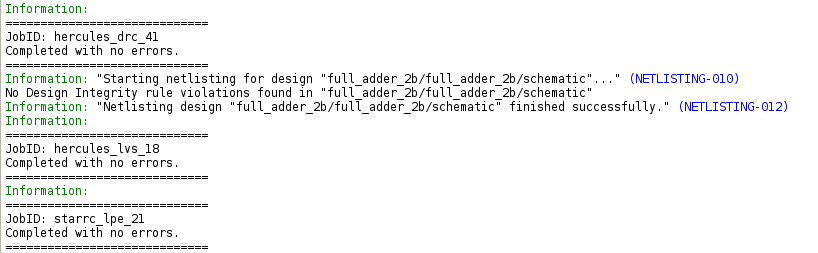 Information:
=============================
JobID: hercules_drc_41
Completed with no errors.
=============================
Information: "Starting netlisting for design "full_adder_2b/full_adder_2b/schematic"..." (NETLISTING-010)
No Design Integrity rule violations found in "full_adder_2b/full_adder_2b/schematic"
Information: "Netlisting design "full_adder_2b/full_adder_2b/schematic" finished successfully." (NETLISTING-012)
Information:
=============================
JobID: hercules_lvs_18
Completed with no errors.
=============================
Information:
=============================
JobID: starrc_lpe_21
Completed with no errors.
=============================